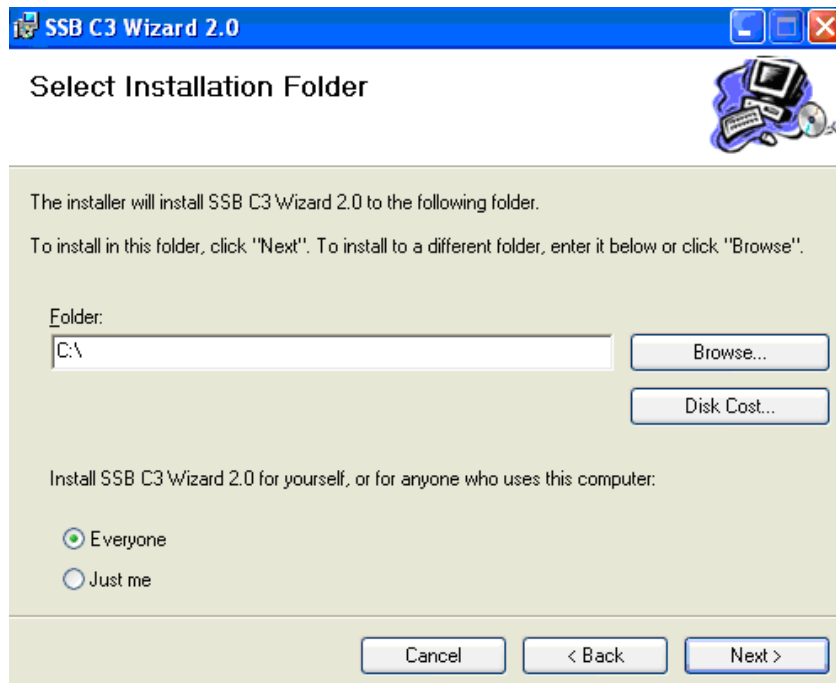 SSB C3 Wizard 2.0
Select Installation Folder
The installer will install SSB C3 Wizard 2.0 to the following folder.
To install in this folder, click "Next". To install to a different folder, enter it below or click "Browse".
Folder:
C:\
Browse...
Disk Cost...
Install SSB C3 Wizard 2.0 for yourself, or for anyone who uses this computer:
Everyone
Just me
Cancel
< Back
Next >